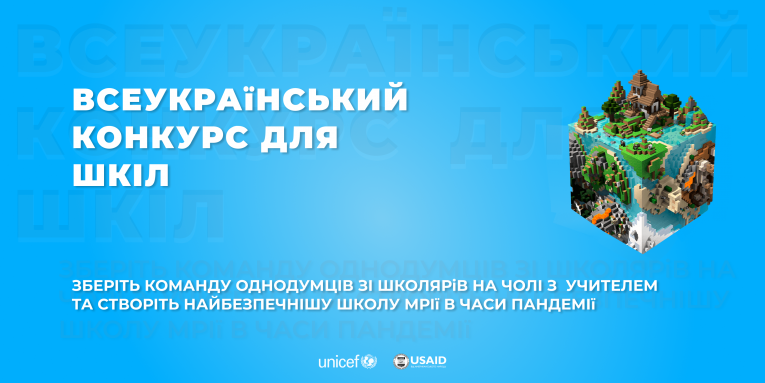 ВСЕУКРАЇНСЬКИЙ
КОНКУРС ДЛЯ
ШКІЛ
ЗБЕРІТЬ КОМАНДУ ОДНОДУМЦІВ ЗІ ШКОЛЯРІВ НА ЧОЛІ З УЧИТЕЛЕМ
ТА СТВОРІТЬ НАЙБЕЗПЕЧНІШУ ШКОЛУ МРІЇ В ЧАСИ ПАНДЕМІЇ
unicef USAID